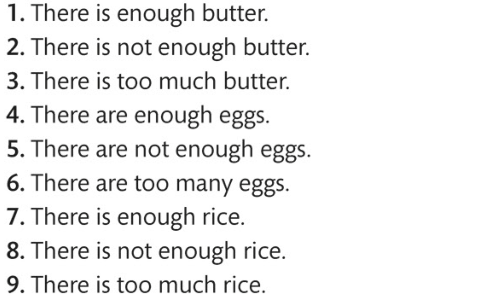 1. There is enough butter.
2. There is not enough butter.
3. There is too much butter.
4. There are enough eggs.
5. There are not enough eggs.
6. There are too many eggs.
7. There is enough rice.
8. There is not enough rice.
9. There is too much rice.